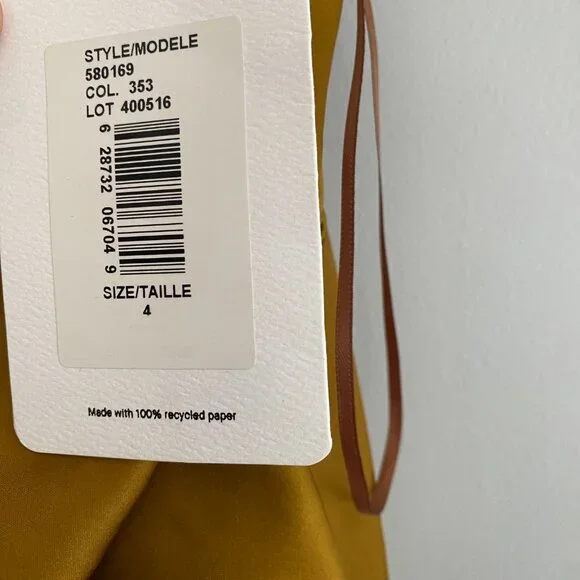 STYLE/MODELE
580169
COL. 353
LOT 400516
6 28732 06704 9
SIZE/TAILLE
4
Made with 100% recycled paper